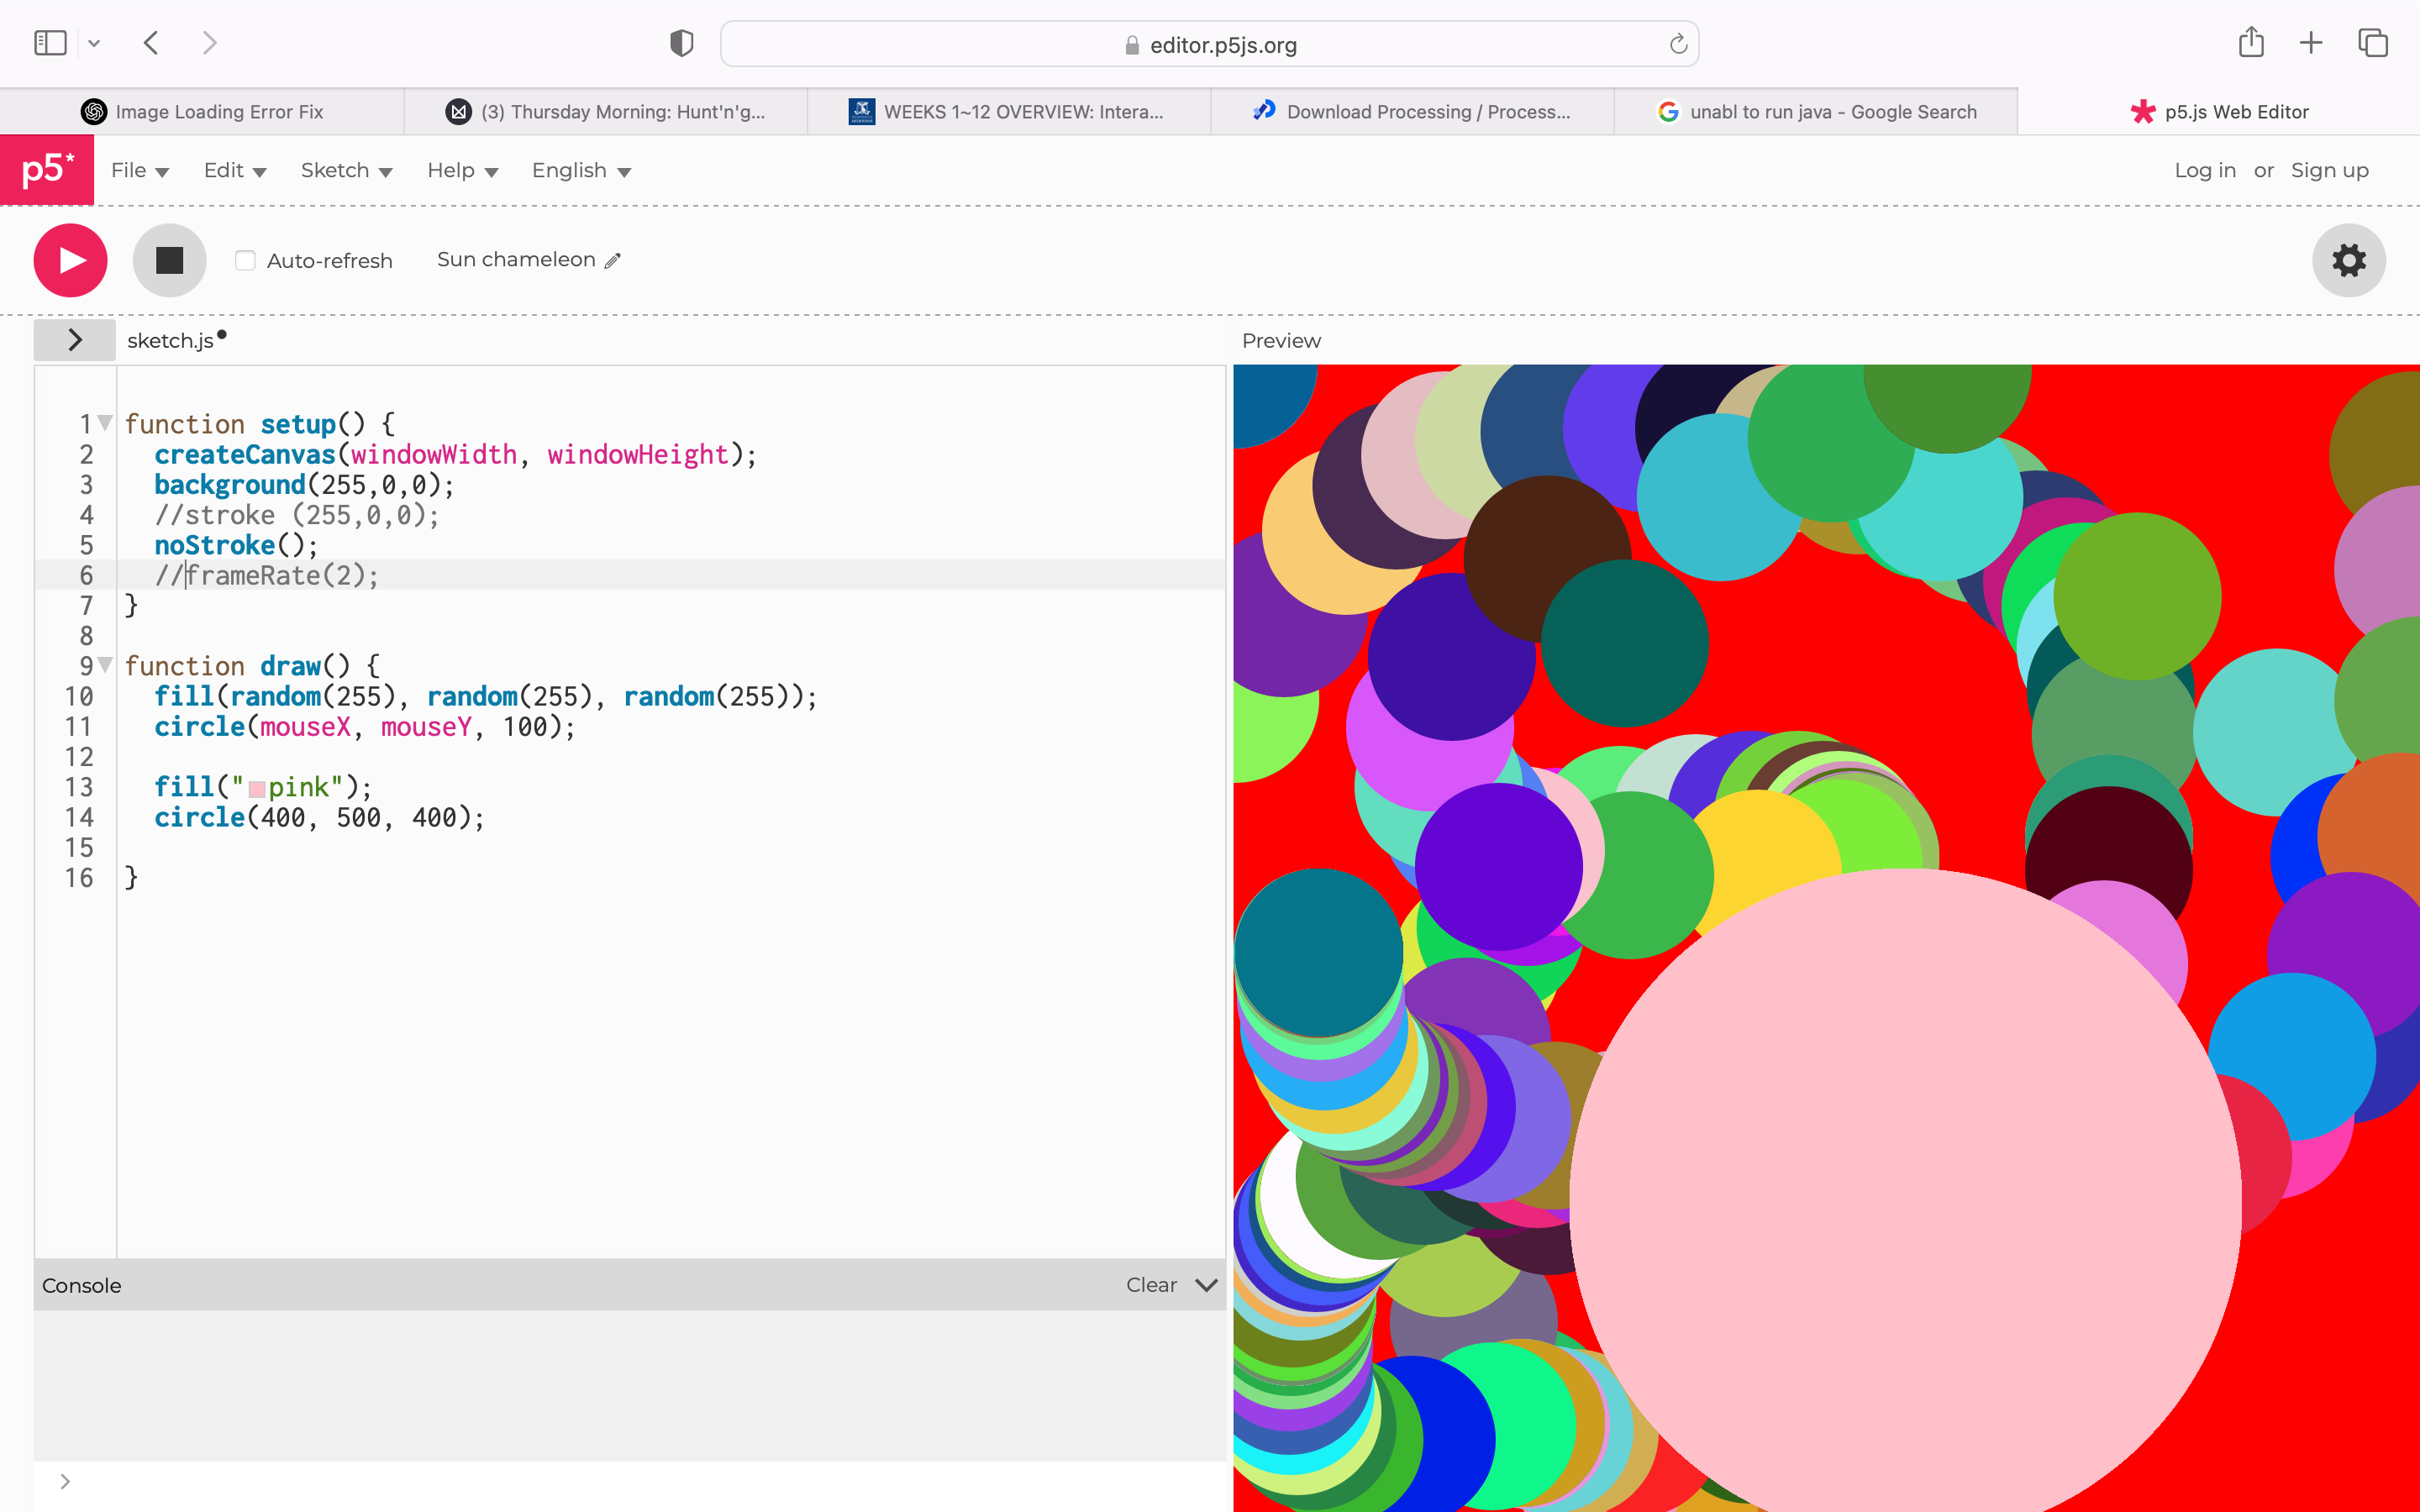 editor.p5js.org
Image Loading Error Fix
(3) Thursday Morning: Hunt'n'g...
WEEKS 1~12 OVERVIEW: Intera...
Download Processing / Process...
unabl to run java - Google Search
p5.js Web Editor
p5*
File
Edit
Sketch
Help
English
Log in or Sign up
Auto-refresh
Sun chameleon
sketch.js
Preview
1 function setup() {
2 createCanvas(windowWidth, windowHeight);
3 background(255,0,0);
4 //stroke (255,0,0);
5 noStroke();
6 //frameRate(2);
7 }
8
9 function draw() {
10 fill(random(255), random(255), random(255));
11 circle(mouseX, mouseY, 100);
12
13 fill("pink");
14 circle(400, 500, 400);
15
16 }
Console
Clear
>